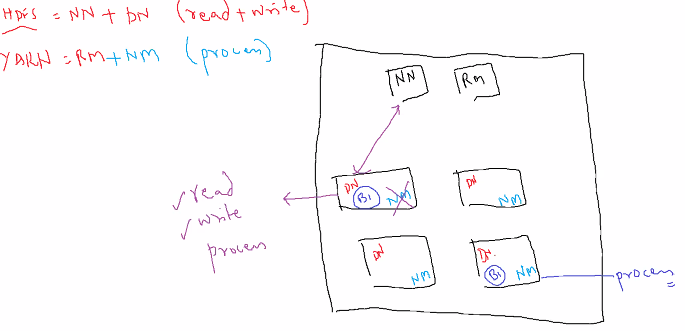 HDFS = NN + DN (read + write)
YARN = RM + NM (process)
NN
RM
DN
B1
NM
DN
NM
read
write
process
DN
NM
DN
B1
NM
process